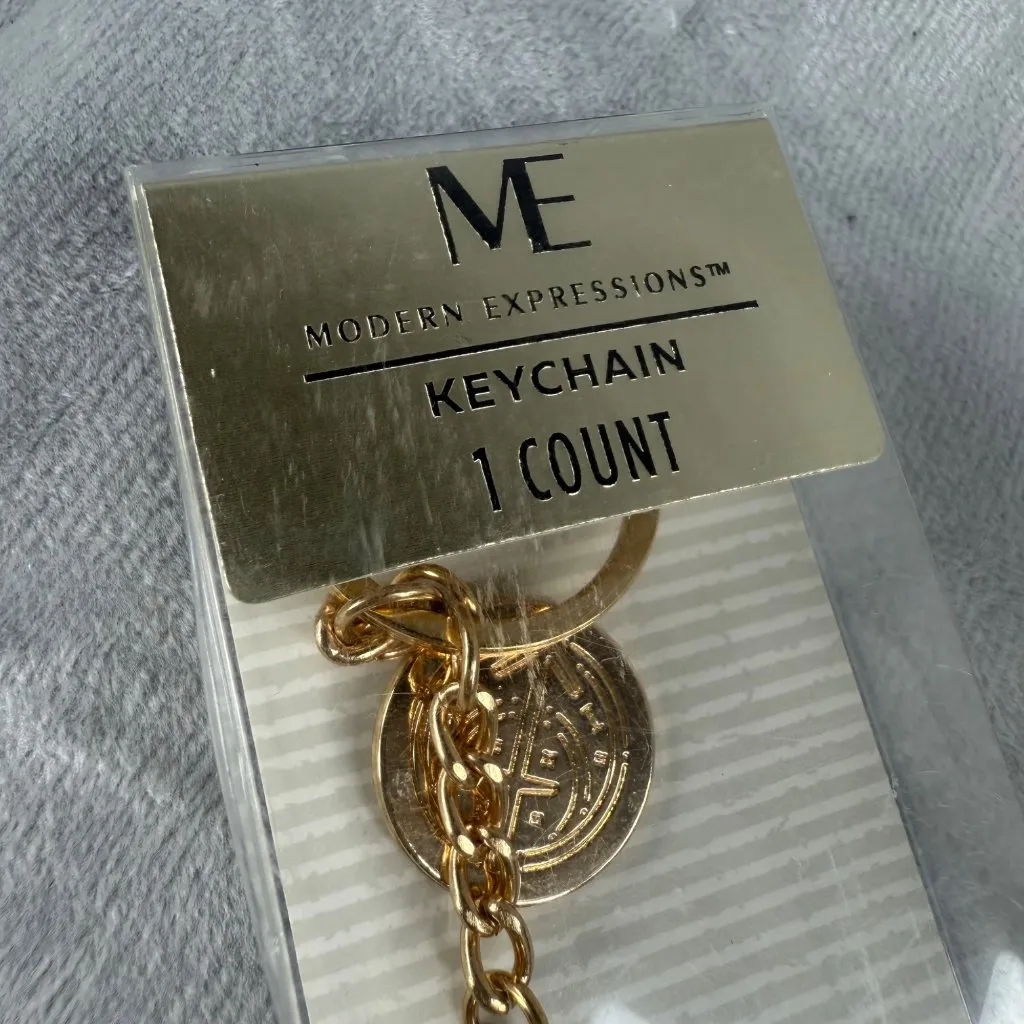 ME
MODERN EXPRESSIONS™
KEYCHAIN
1 COUNT